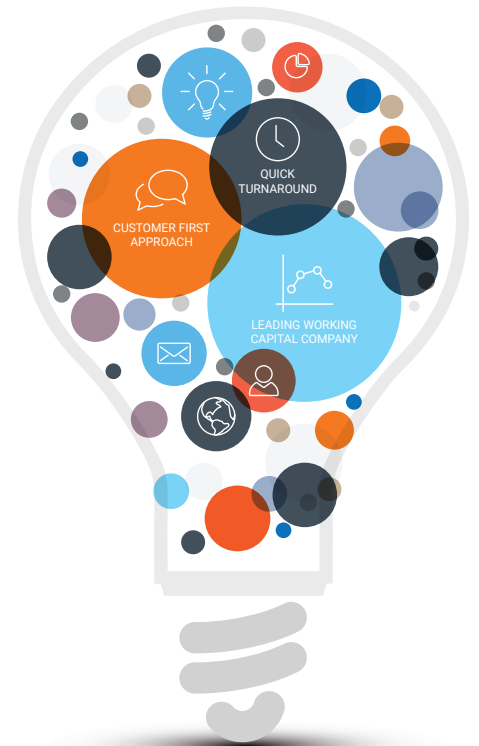 QUICK
TURNAROUND
CUSTOMER FIRST
APPROACH
LEADING WORKING
CAPITAL COMPANY